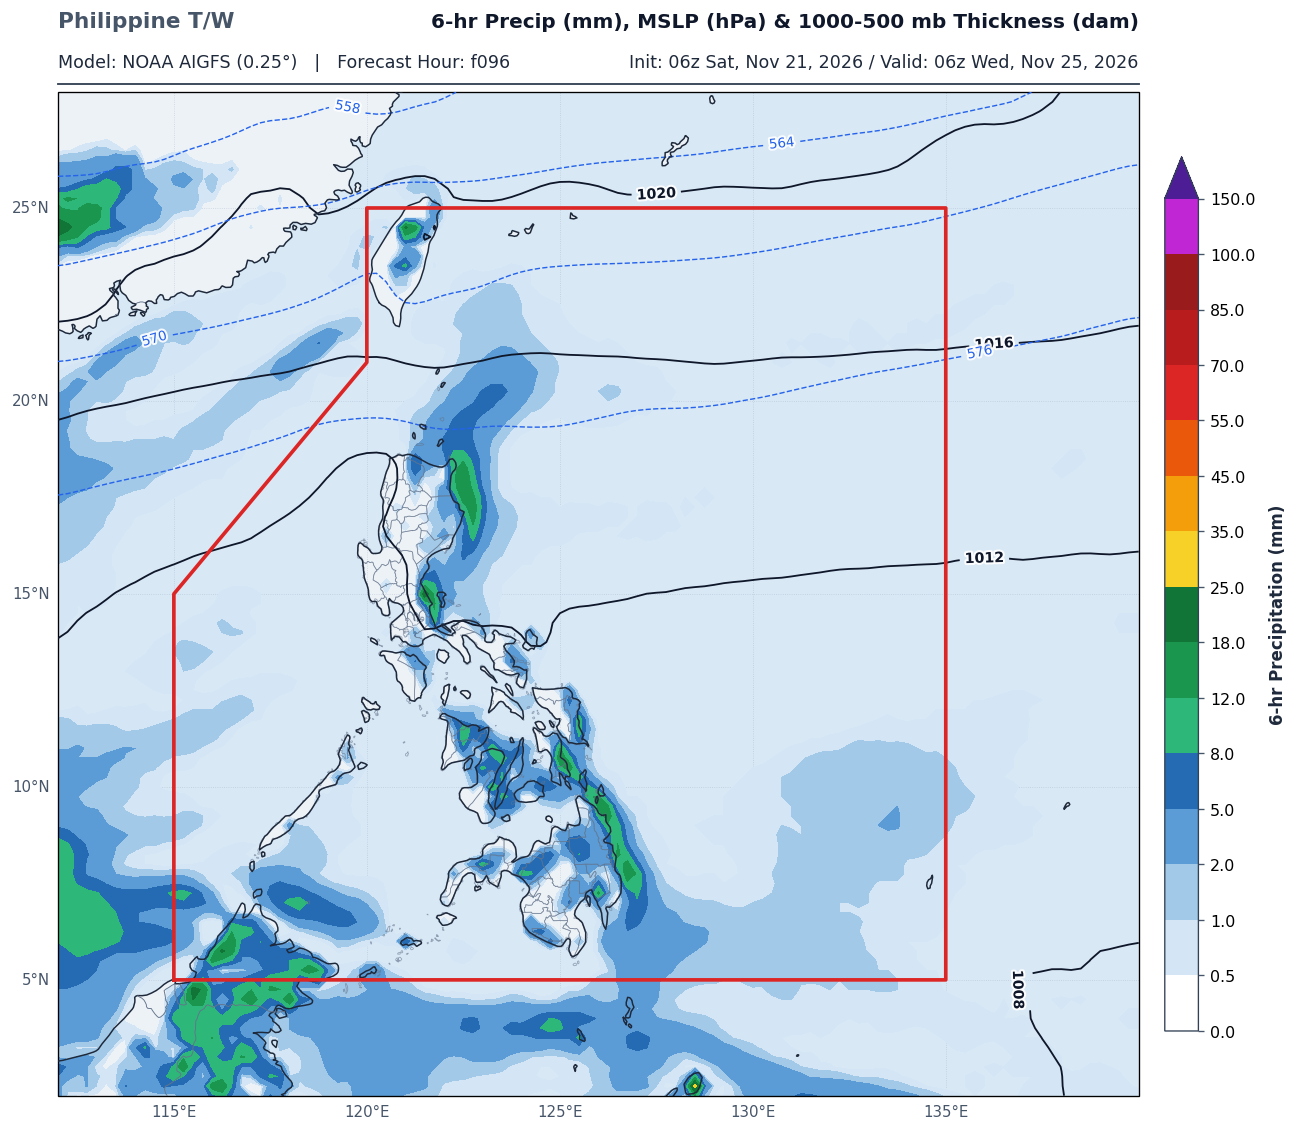 Philippine T/W
6-hr Precip (mm), MSLP (hPa) & 1000-500 mb Thickness (dam)
Model: NOAA AIGFS (0.25°) | Forecast Hour: f096
Init: 06z Sat, Nov 21, 2026 / Valid: 06z Wed, Nov 25, 2026
558
564
1020
570
1016
576
1012
1008
25°N
20°N
15°N
10°N
5°N
115°E
120°E
125°E
130°E
135°E
150.0
100.0
85.0
70.0
55.0
45.0
35.0
25.0
18.0
12.0
8.0
5.0
2.0
1.0
0.5
0.0
6-hr Precipitation (mm)